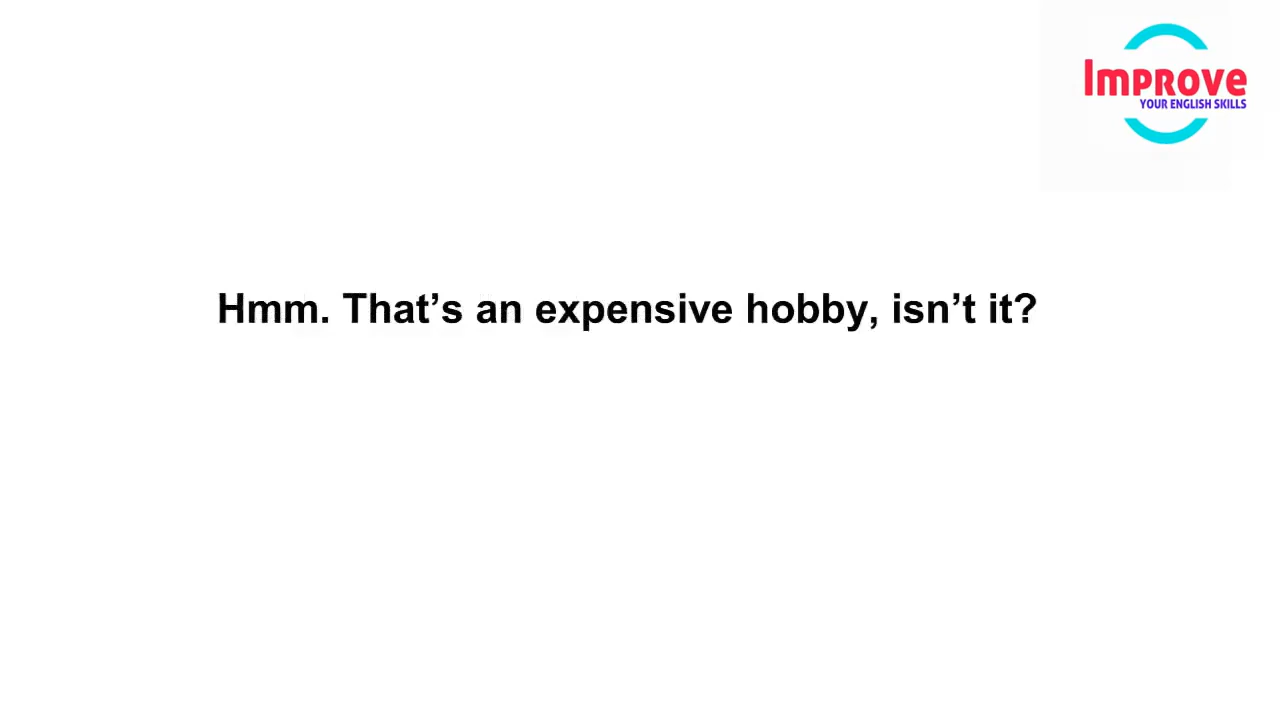 Improve
YOUR ENGLISH SKILLS
Hmm. That’s an expensive hobby, isn’t it?